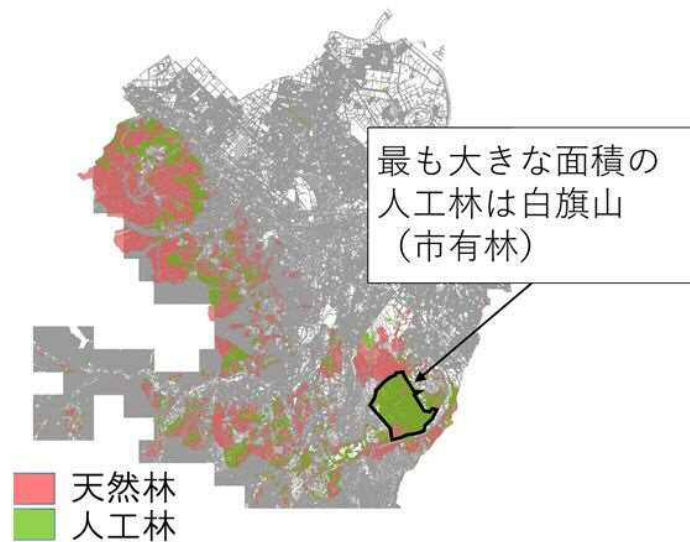 最も大きな面積の
人工林は白旗山
（市有林）
天然林
人工林